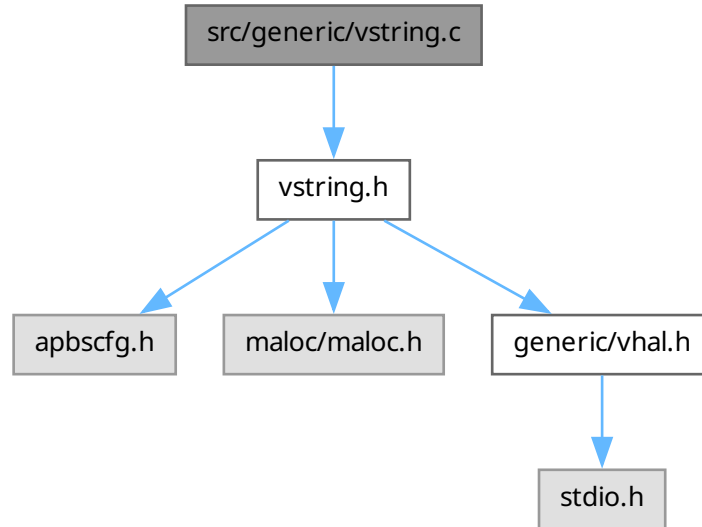 src/generic/vstring.c
vstring.h
apbscfg.h
maloc/maloc.h
generic/vhal.h
stdio.h